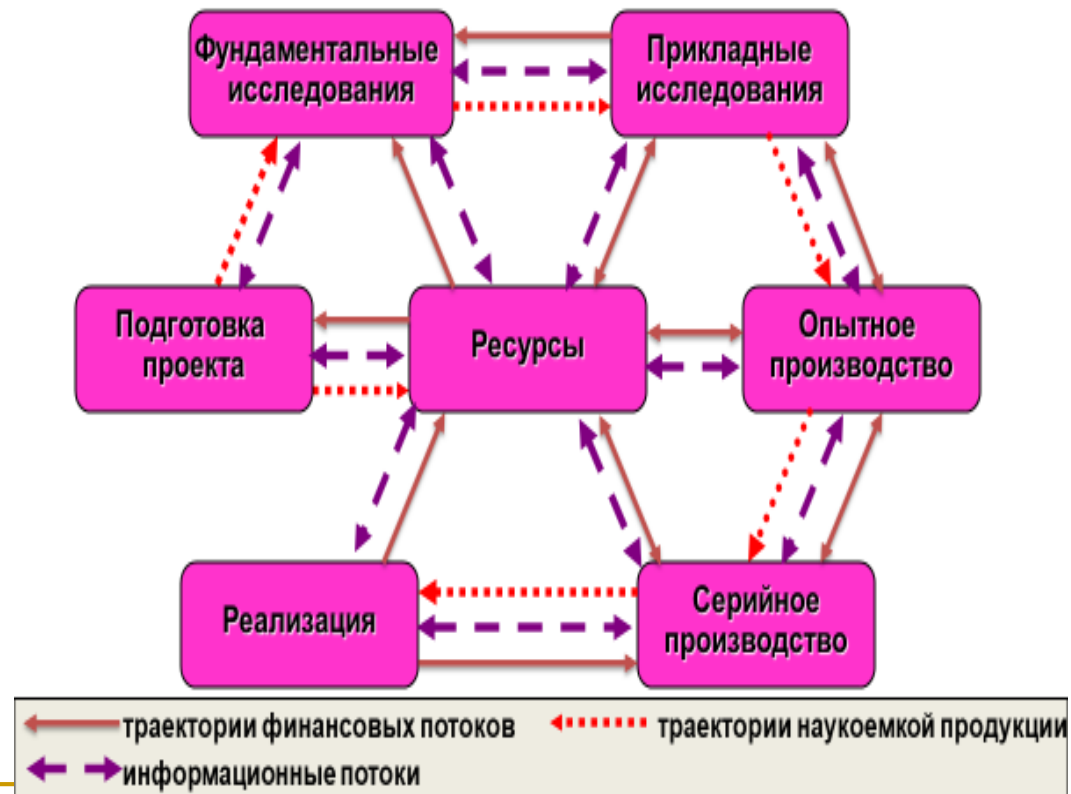 Фундаментальные
исследования
Прикладные
исследования
Подготовка
проекта
Ресурсы
Опытное
производство
Реализация
Серийное
производство
траектории финансовых потоков
траектории наукоемкой продукции
информационные потоки